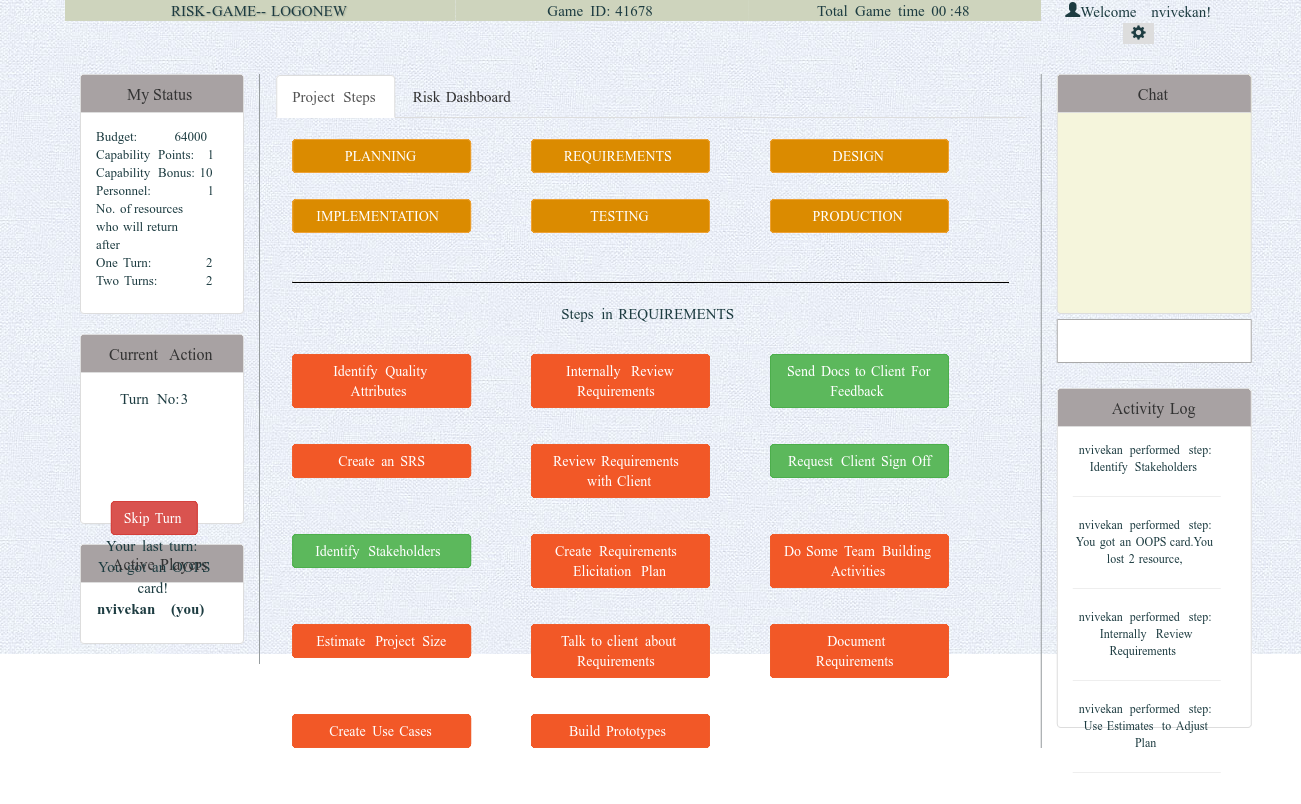 RISK-GAME-- LOGONEW
Game ID: 41678
Total Game time 00 :48
Welcome nvivekan!
My Status
Budget: 64000
Capability Points: 1
Capability Bonus: 10
Personnel: 1
No. of resources
who will return
after
One Turn: 2
Two Turns: 2
Current Action
Turn No:3
Skip Turn
Your last turn:
You got an OOPS
card!
Active Players
nvivekan (you)
Project Steps
Risk Dashboard
PLANNING
REQUIREMENTS
DESIGN
IMPLEMENTATION
TESTING
PRODUCTION
Steps in REQUIREMENTS
Identify Quality
Attributes
Internally Review
Requirements
Send Docs to Client For
Feedback
Create an SRS
Review Requirements
with Client
Request Client Sign Off
Identify Stakeholders
Create Requirements
Elicitation Plan
Do Some Team Building
Activities
Estimate Project Size
Talk to client about
Requirements
Document
Requirements
Create Use Cases
Build Prototypes
Chat
Activity Log
nvivekan performed step:
Identify Stakeholders
nvivekan performed step:
You got an OOPS card.You
lost 2 resource,
nvivekan performed step:
Internally Review
Requirements
nvivekan performed step:
Use Estimates to Adjust
Plan